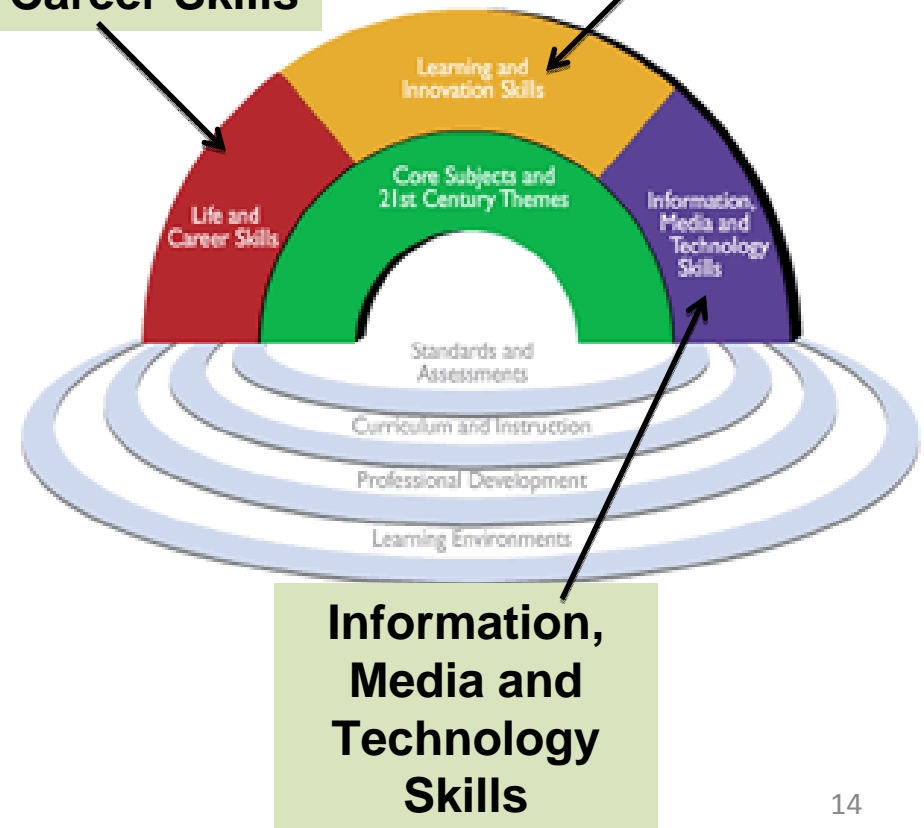 Career Skills
Learning and
Innovation Skills
Core Subjects and
21st Century Themes
Life and
Career Skills
Information,
Media and
Technology
Skills
Standards and
Assessments
Curriculum and Instruction
Professional Development
Learning Environments
Information,
Media and
Technology
Skills
14